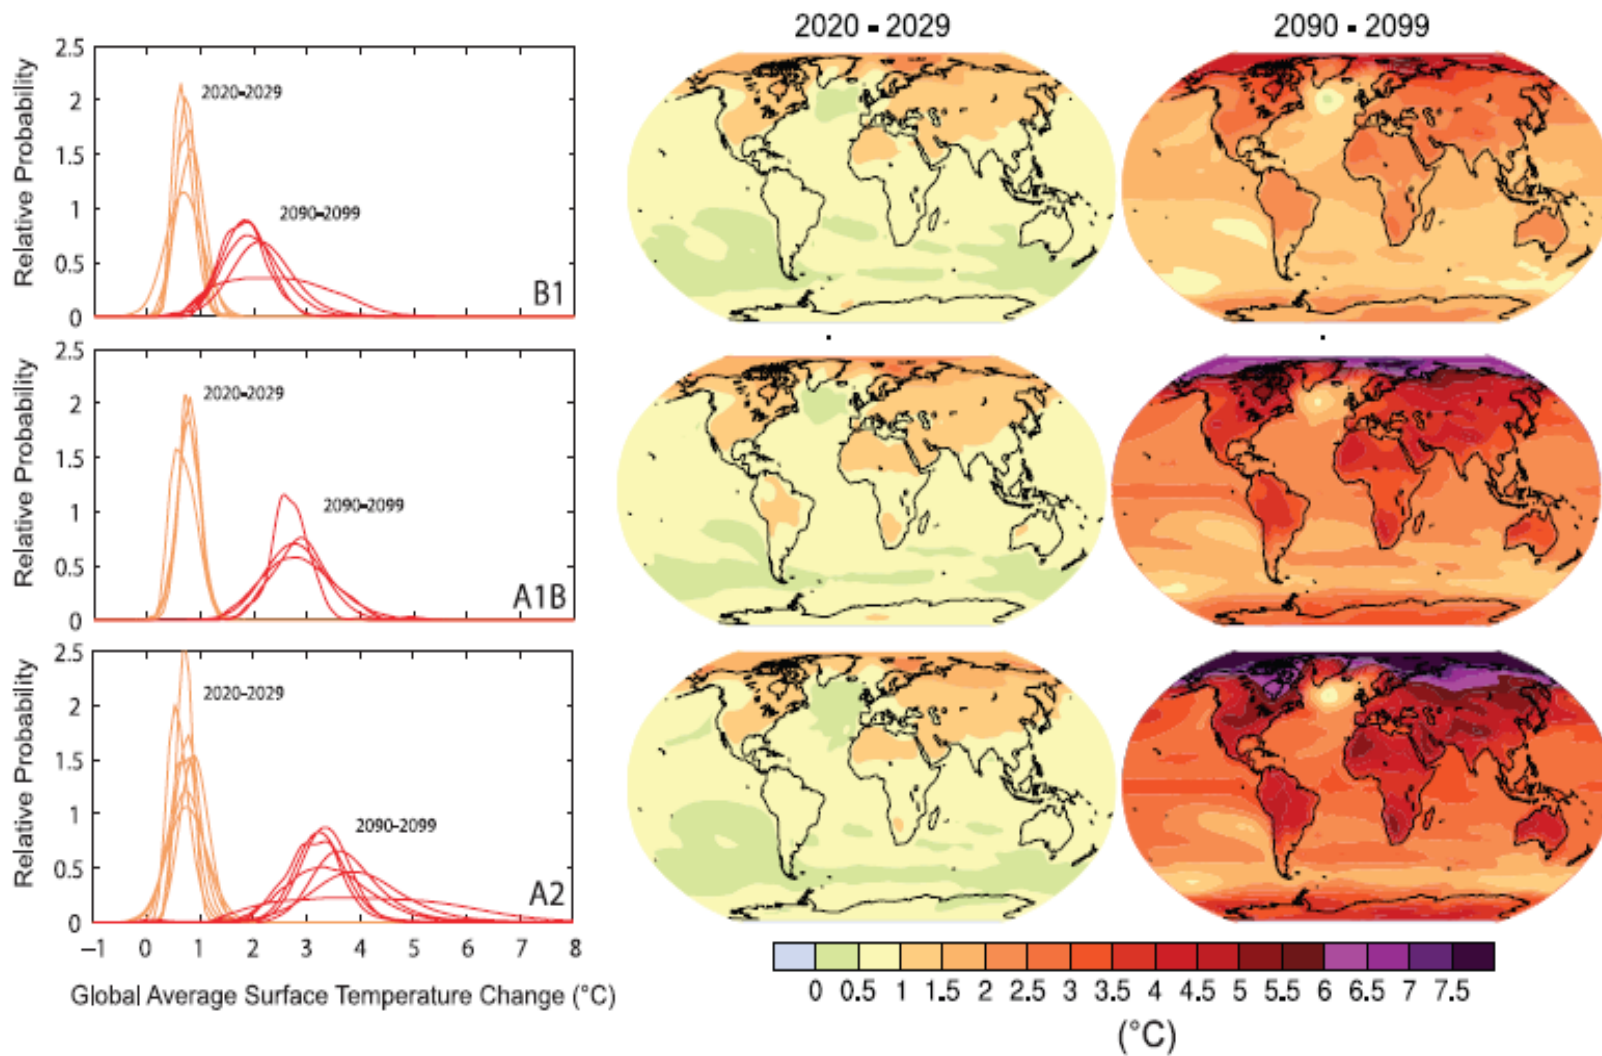 2020 - 2029
2090 - 2099
Relative Probability
2.5
2
1.5
1
0.5
0
2020-2029
2090-2099
B1
Relative Probability
2.5
2
1.5
1
0.5
0
2020-2029
2090-2099
A1B
Relative Probability
2.5
2
1.5
1
0.5
0
2020-2029
2090-2099
A2
−1 0 1 2 3 4 5 6 7 8
Global Average Surface Temperature Change (°C)
0 0.5 1 1.5 2 2.5 3 3.5 4 4.5 5 5.5 6 6.5 7 7.5
(°C)